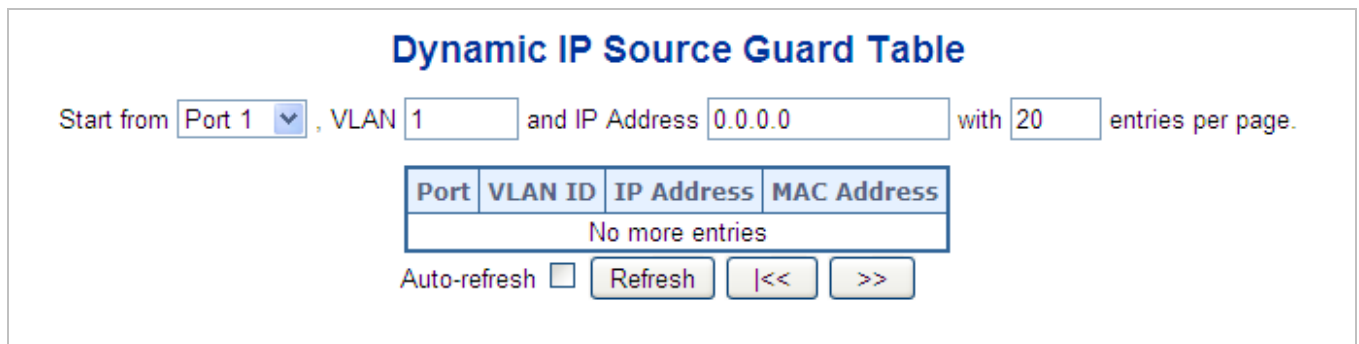 Dynamic IP Source Guard Table
Start from Port 1 , VLAN 1 and IP Address 0.0.0.0 with 20 entries per page.
Port VLAN ID IP Address MAC Address
No more entries
Auto-refresh Refresh |<< >>